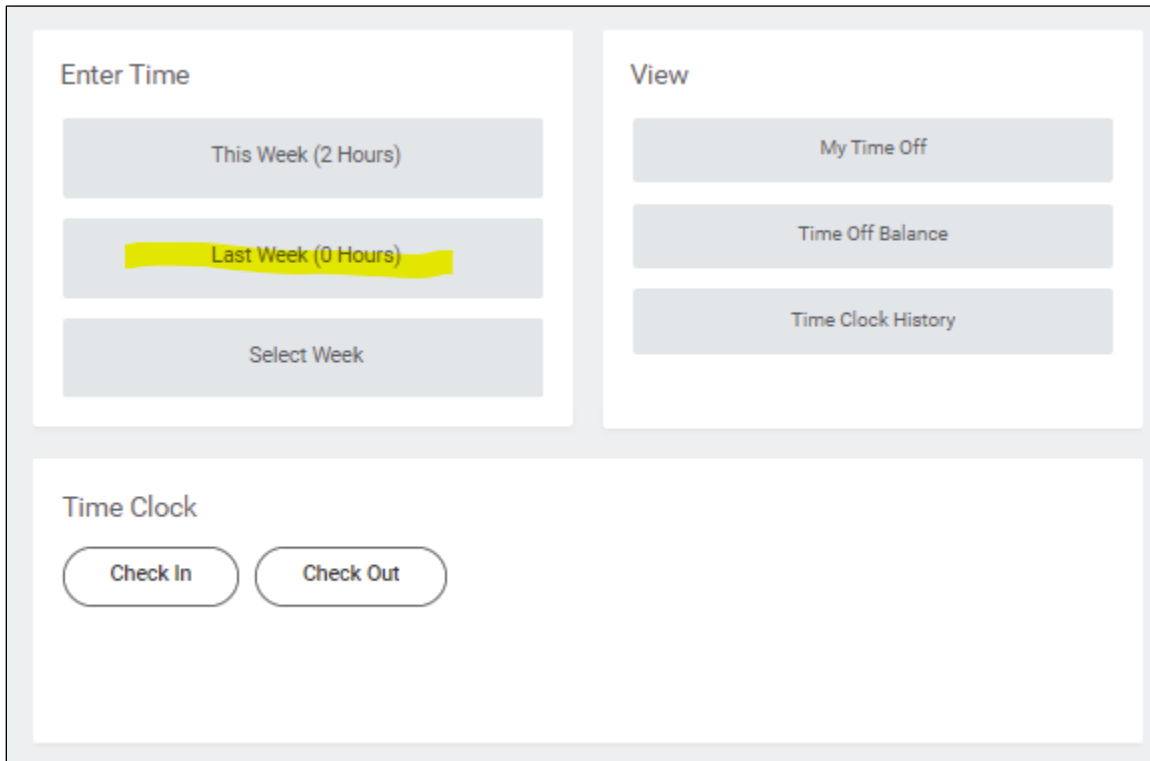 Enter Time
This Week (2 Hours)
Last Week (0 Hours)
Select Week
View
My Time Off
Time Off Balance
Time Clock History
Time Clock
Check In
Check Out